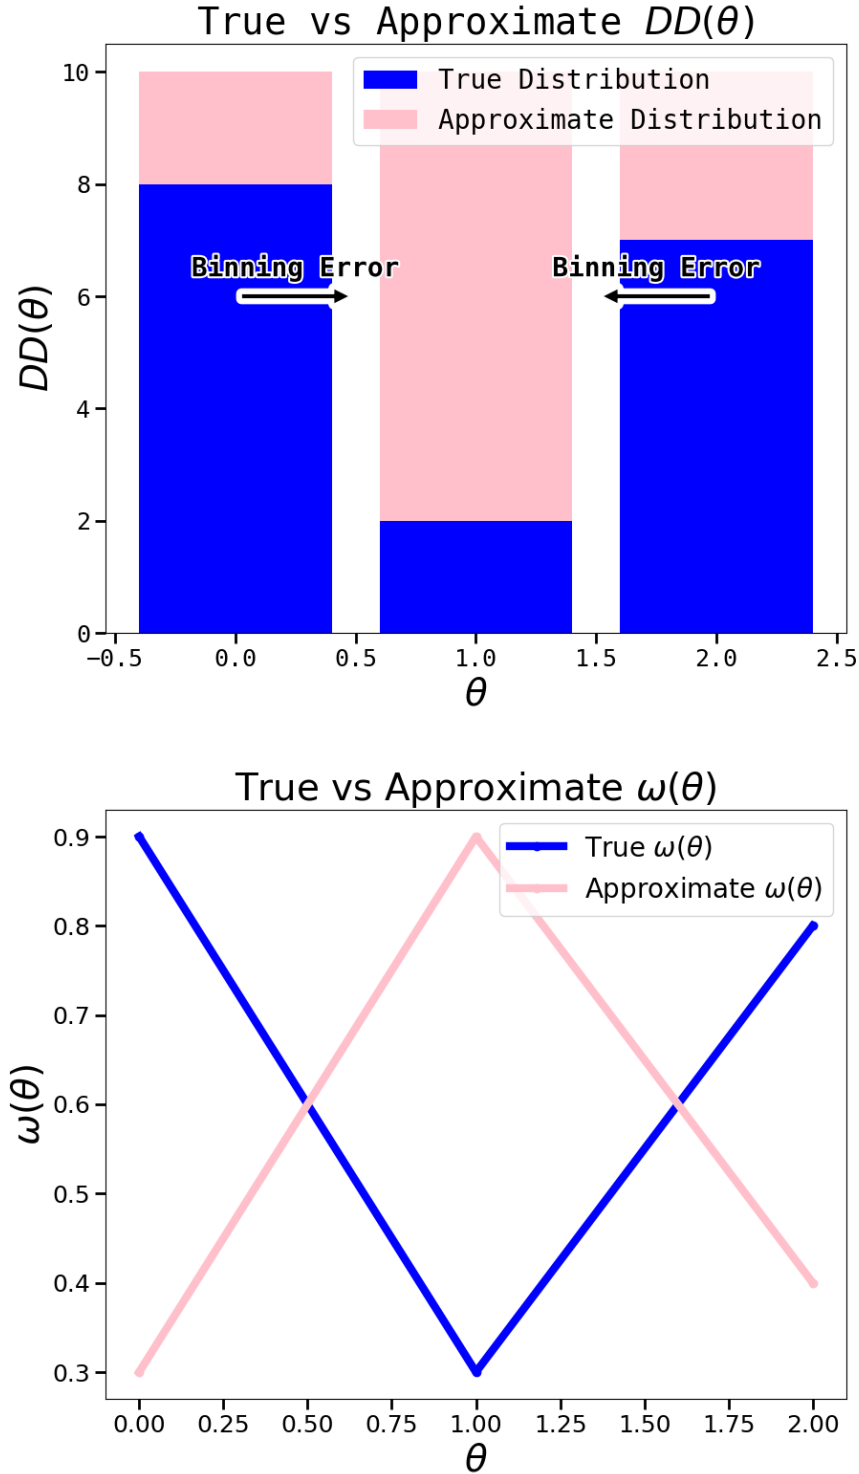 True vs Approximate DD(θ)
True Distribution
Approximate Distribution
Binning Error
Binning Error
DD(θ)
10
8
6
4
2
0
−0.5 0.0 0.5 1.0 1.5 2.0 2.5
θ
True vs Approximate ω(θ)
True ω(θ)
Approximate ω(θ)
ω(θ)
0.9
0.8
0.7
0.6
0.5
0.4
0.3
0.00 0.25 0.50 0.75 1.00 1.25 1.50 1.75 2.00
θ